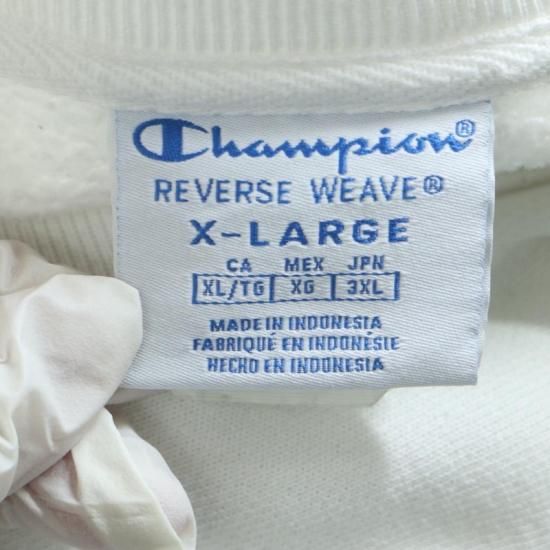 Champion®
REVERSE WEAVE®
X-LARGE
CA MEX JPN
XL/TG XG 3XL
MADE IN INDONESIA
FABRIQUÉ EN INDONÉSIE
HECHO EN INDONESIA